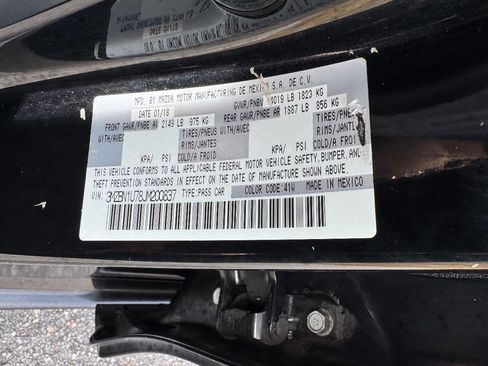 MFD. BY MAZDA MOTOR MANUFACTURING DE MEXICO S.A. DE C.V.
DATE 01/18 GVWR/PNBV 4019 LB 1823 KG
FRONT GAWR/PNBE AV 2149 LB 975 KG REAR GAWR/PNBE AR 1887 LB 856 KG
WITH/AVEC TIRES/PNEUS WITH/AVEC TIRES/
RIMS/JANTES RIMS/JANTE
KPA/ PSI COLD/A FROID KPA/ PSI COLD/A FROID
THIS VEHICLE CONFORMS TO ALL APPLICABLE FEDERAL MOTOR VEHICLE SAFETY, BUMPER, AND
THEFT PREVENTION STANDARDS IN EFFECT ON THE DATE OF MANUFACTURE SHOWN ABOVE.
VIN: 3MZBN1U78JM200837 TYPE:PASS CAR COLOR CODE:41W MADE IN MEXICO